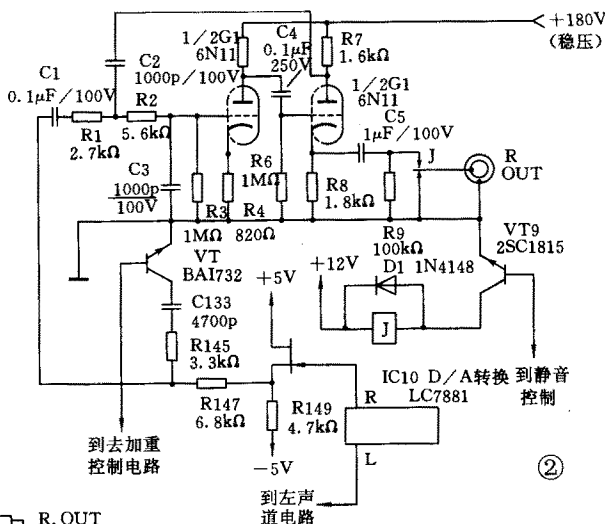 +180V
(稳压)
1/2G1
6N11
C4
0.1μF
250V
R7
1.6kΩ
C2
1000p/100V
C1
0.1μF/100V
R2
5.6kΩ
R1
2.7kΩ
1/2G1
6N11
C5
1μF/100V
J
R
OUT
C3
1000p
100V
R6
1MΩ
R8
1.8kΩ
R3
1MΩ
R4
820Ω
R9
100kΩ
VT9
2SC1815
VT
BAI732
+5V
+12V
D1 1N4148
J
C133
4700p
R145
3.3kΩ
IC10 D/A转换
LC7881
到静音
控制
R147
6.8kΩ
R149
4.7kΩ
R
L
-5V
到去加重
控制电路
到左声
道电路
②
R.OUT